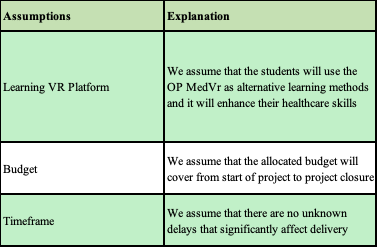 Assumptions
Explanation
Learning VR Platform
We assume that the students will use the
OP MedVr as alternative learning methods
and it will enhance their healthcare skills
Budget
We assume that the allocated budget will
cover from start of project to project closure
Timeframe
We assume that there are no unknown
delays that significantly affect delivery